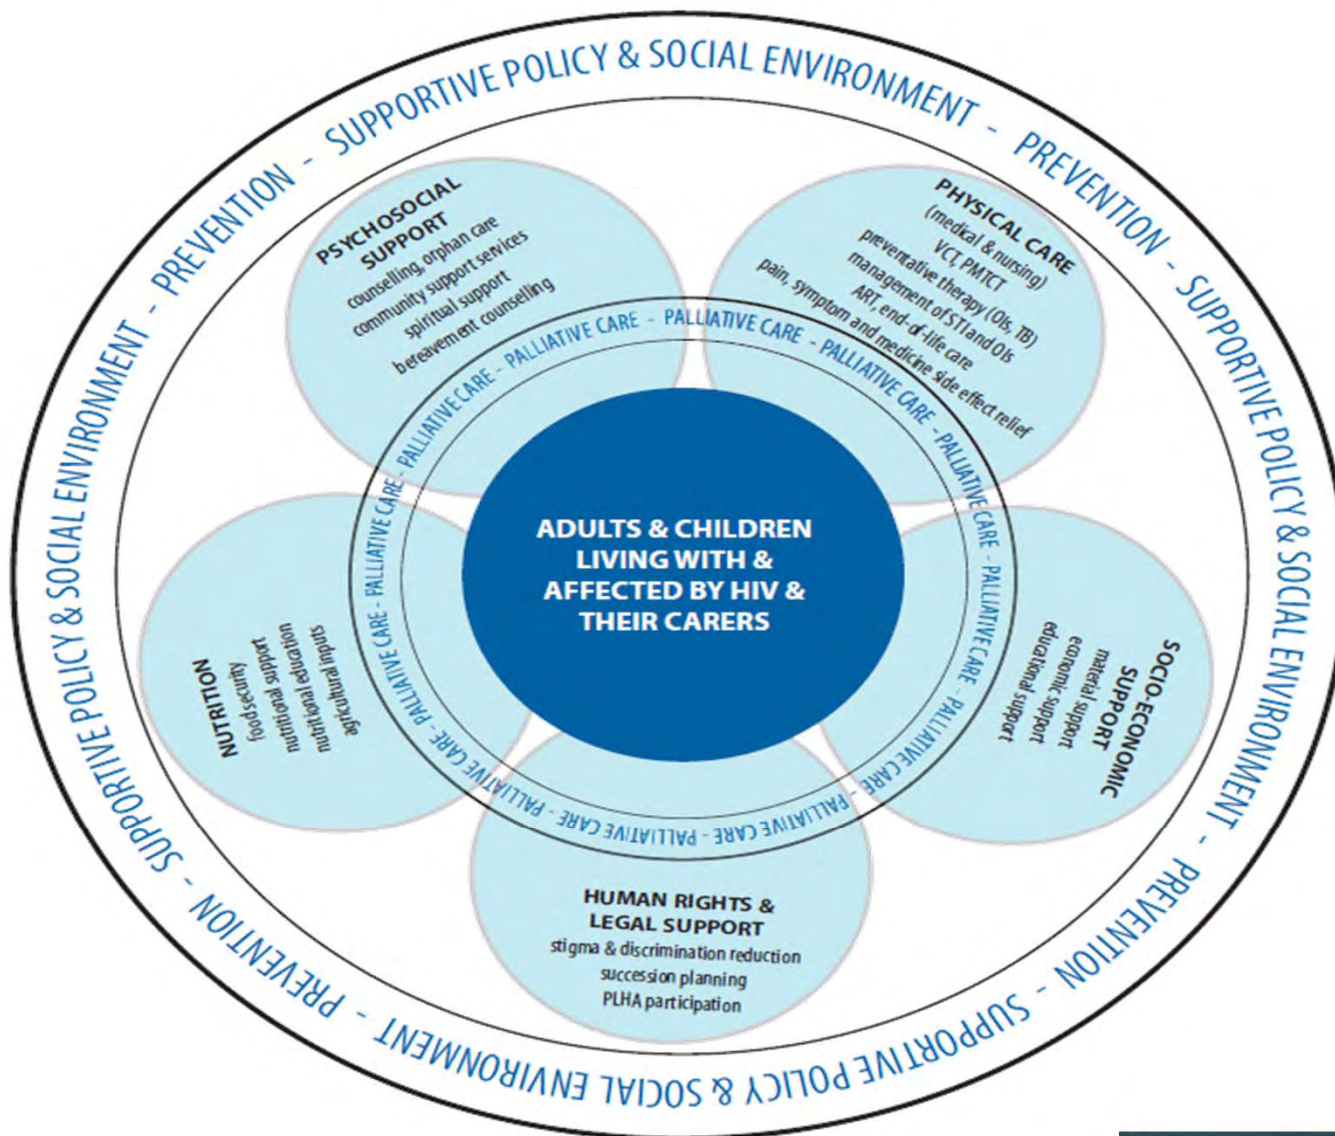 SUPPORTIVE POLICY & SOCIAL ENVIRONMENT - PREVENTION - SUPPORTIVE POLICY & SOCIAL ENVIRONMENT - PREVENTION - SUPPORTIVE POLICY & SOCIAL ENVIRONMENT - PREVENTION - SUPPORTIVE POLICY & SOCIAL ENVIRONMENT - PREVENTION -
PSYCHOSOCIAL
SUPPORT
counselling, orphan care
community support services
spiritual support
bereavement counselling
PHYSICAL CARE
(medical & nursing)
VCT, PMTCT
preventative therapy (OIs, TB)
management of STI and OIs
ART, end-of-life care
pain, symptom and medicine side effect relief
PALLIATIVE CARE - PALLIATIVE CARE - PALLIATIVE CARE - PALLIATIVE CARE - PALLIATIVE CARE - PALLIATIVE CARE - PALLIATIVE CARE - PALLIATIVE CARE - PALLIATIVE CARE - PALLIATIVE CARE - PALLIATIVE CARE - PALLIATIVE CARE -
ADULTS & CHILDREN
LIVING WITH &
AFFECTED BY HIV &
THEIR CARERS
NUTRITION
food security
nutritional support
nutritional education
agricultural inputs
SOCIO-ECONOMIC
SUPPORT
material support
economic support
educational support
HUMAN RIGHTS &
LEGAL SUPPORT
stigma & discrimination reduction
succession planning
PLHA participation